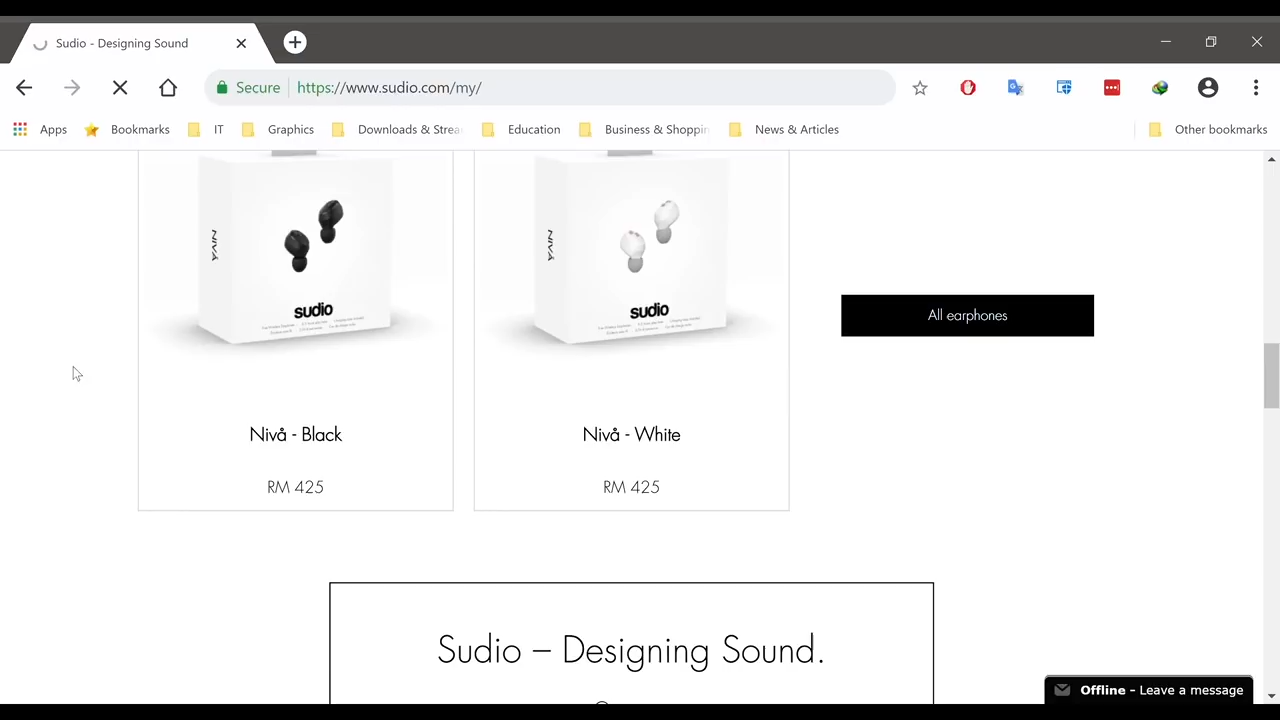 Sudio - Designing Sound
Secure
https://www.sudio.com/my/
Apps
Bookmarks
IT
Graphics
Downloads & Strea
Education
Business & Shoppin
News & Articles
Other bookmarks
NIVA
sudio
NIVA
sudio
All earphones
Nivå - Black
Nivå - White
RM 425
RM 425
Sudio – Designing Sound.
Offline - Leave a message